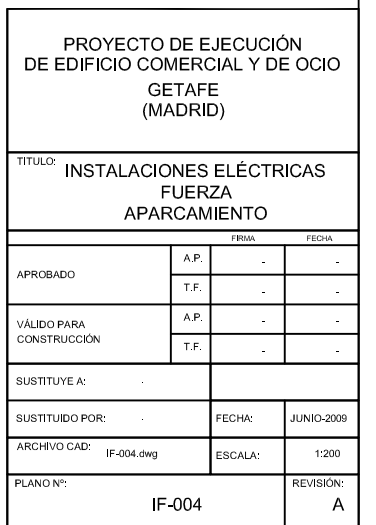 PROYECTO DE EJECUCIÓN
DE EDIFICIO COMERCIAL Y DE OCIO
GETAFE
(MADRID)
TITULO: INSTALACIONES ELÉCTRICAS
FUERZA
APARCAMIENTO
FIRMA FECHA
APROBADO
A.P. - -
T.F. - -
VÁLIDO PARA
CONSTRUCCIÓN
A.P. - -
T.F. - -
SUSTITUYE A: .
SUSTITUIDO POR: . FECHA: JUNIO-2009
ARCHIVO CAD: IF-004.dwg ESCALA: 1:200
PLANO Nº: REVISIÓN:
IF-004 A